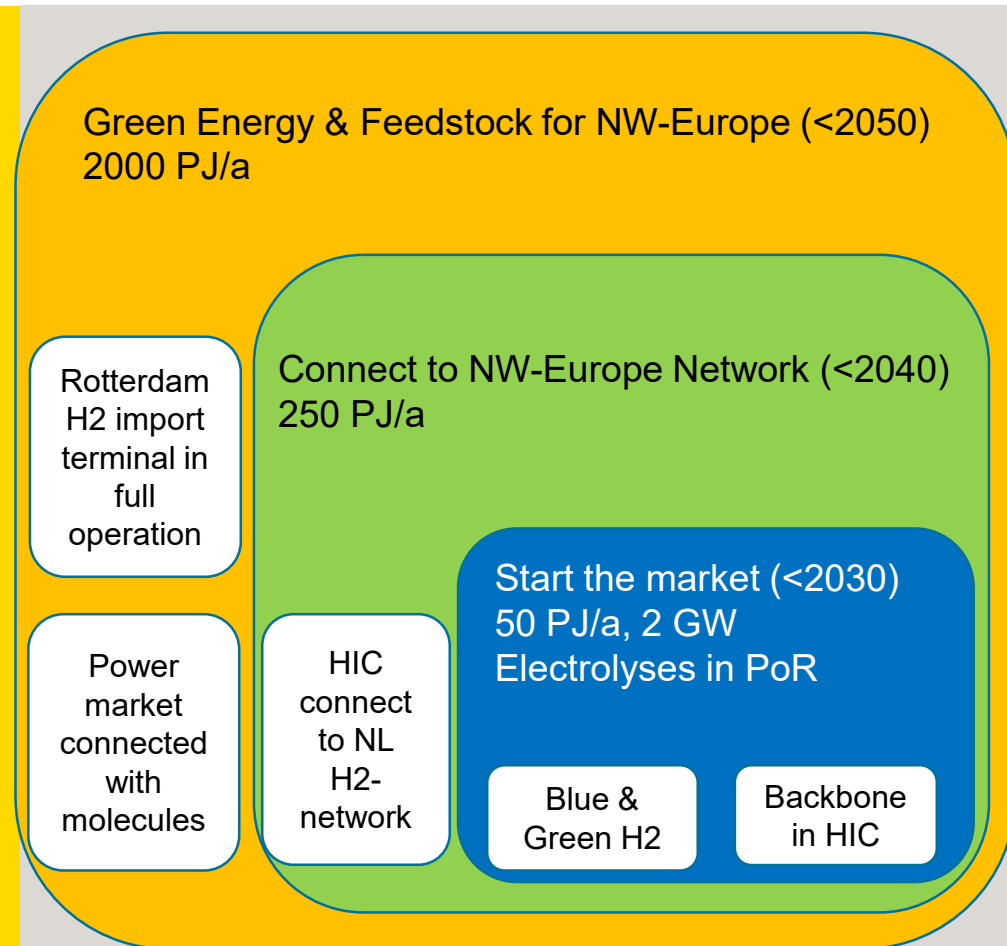 Green Energy & Feedstock for NW-Europe (<2050)
2000 PJ/a
Connect to NW-Europe Network (<2040)
250 PJ/a
Rotterdam
H2 import
terminal in
full
operation
Start the market (<2030)
50 PJ/a, 2 GW
Electrolyses in PoR
Power
market
connected
with
molecules
HIC
connect
to NL
H2-
network
Blue &
Green H2
Backbone
in HIC